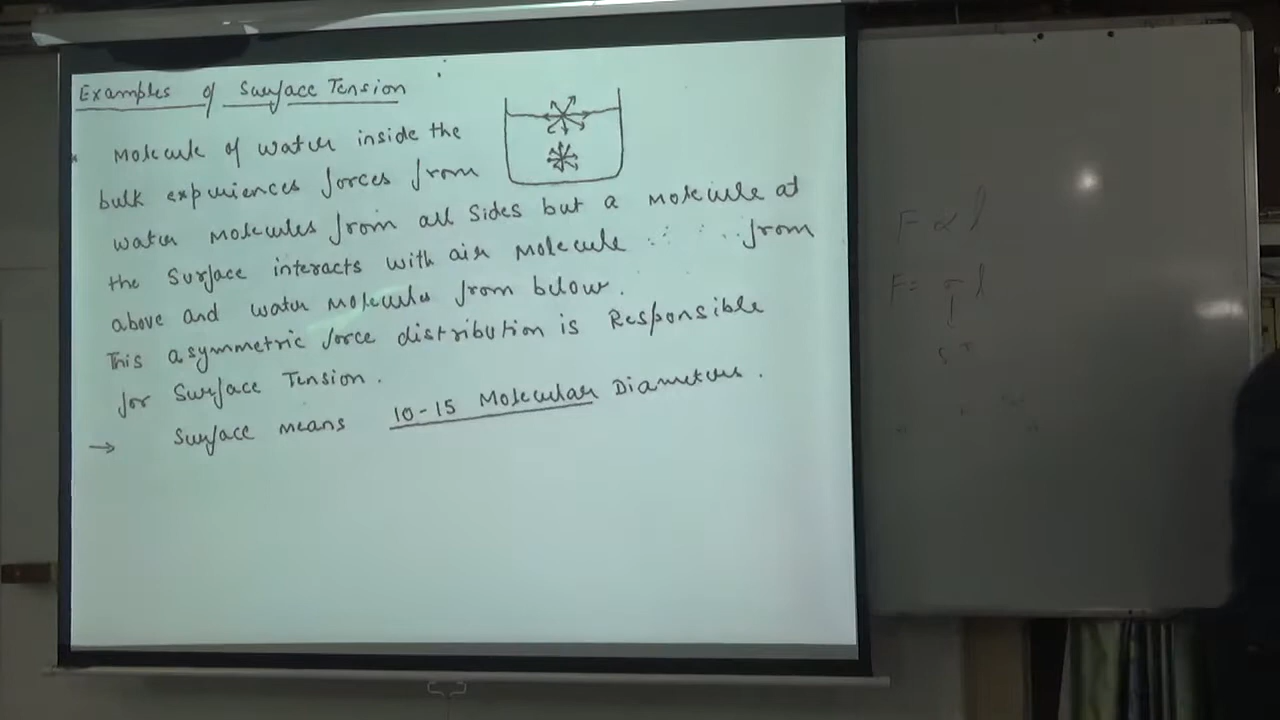 Examples of Surface Tension
Molecule of water inside the
bulk experiences forces from
water molecules from all sides but a molecule at
the surface interacts with air molecule from
above and water molecules from below.
This asymmetric force distribution is Responsible
for Surface Tension.
→ Surface means 10-15 Molecular Diameters.
F ∝ l
F = σ l
ST